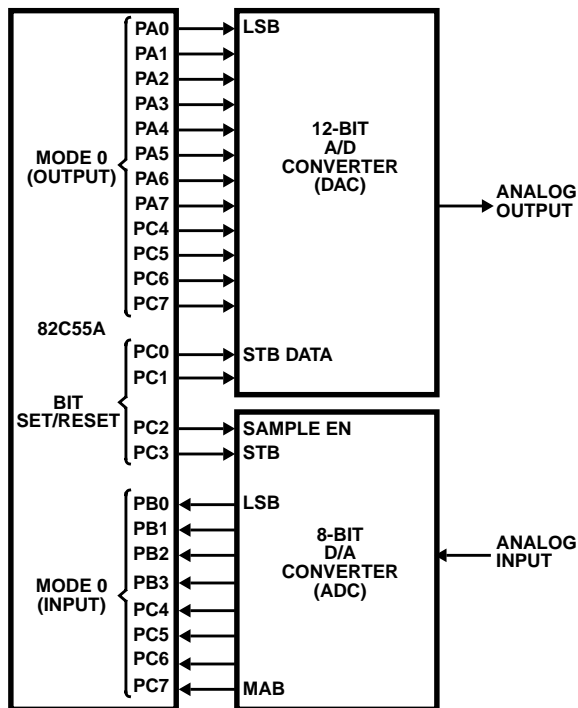 PA0
PA1
PA2
PA3
PA4
PA5
PA6
PA7
PC4
PC5
PC6
PC7
MODE 0
(OUTPUT)
LSB
12-BIT
A/D
CONVERTER
(DAC)
ANALOG
OUTPUT
82C55A
PC0
PC1
PC2
PC3
BIT
SET/RESET
STB DATA
SAMPLE EN
STB
PB0
PB1
PB2
PB3
PC4
PC5
PC6
PC7
MODE 0
(INPUT)
LSB
8-BIT
D/A
CONVERTER
(ADC)
MAB
ANALOG
INPUT